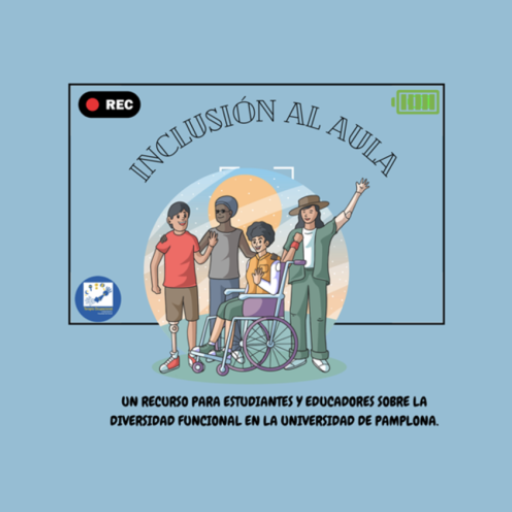 REC
INCLUSIÓN AL AULA
UN RECURSO PARA ESTUDIANTES Y EDUCADORES SOBRE LA
DIVERSIDAD FUNCIONAL EN LA UNIVERSIDAD DE PAMPLONA.